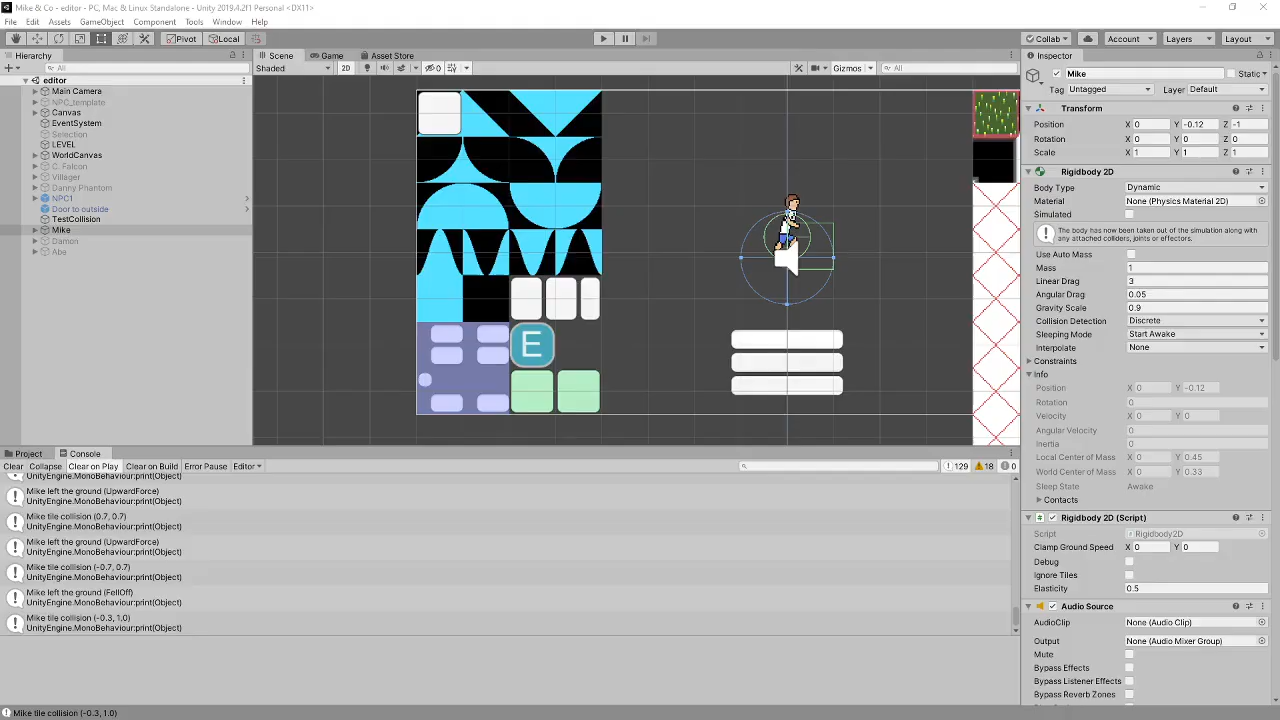 Mike & Co - editor - PC, Mac & Linux Standalone - Unity 2019.4.2f1 Personal <DX11>
File Edit Assets GameObject Component Tools Window Help
Pivot Local Collab Account Layers Layout
Hierarchy
All
editor
Main Camera
NPC_template
Canvas
EventSystem
Selection
LEVEL
WorldCanvas
C. Falcon
Villager
Danny Phantom
NPC1
Door to outside
TestCollision
Mike
Damon
Abe
Scene Game Asset Store
Shaded 2D 0 Gizmos All
E
Inspector
Mike Static
Tag Untagged Layer Default
Transform
Position X 0 Y -0.12 Z -1
Rotation X 0 Y 0 Z 0
Scale X 1 Y 1 Z 1
Rigidbody 2D
Body Type Dynamic
Material None (Physics Material 2D)
Simulated
The body has now been taken out of the simulation along with
any attached colliders, joints or effectors.
Use Auto Mass
Mass 1
Linear Drag 3
Angular Drag 0.05
Gravity Scale 0.9
Collision Detection Discrete
Sleeping Mode Start Awake
Interpolate None
Constraints
Info
Position X 0 Y -0.12
Rotation 0
Velocity X 0 Y 0
Angular Velocity 0
Inertia 0
Local Center of Mass X 0 Y 0.45
World Center of Mass X 0 Y 0.33
Sleep State Awake
Contacts
Rigidbody 2D (Script)
Script Rigidbody2D
Clamp Ground Speed X 0 Y 0
Debug
Ignore Tiles
Elasticity 0.5
Audio Source
AudioClip None (Audio Clip)
Output None (Audio Mixer Group)
Mute
Bypass Effects
Bypass Listener Effects
Bypass Reverb Zones
Project Console
Clear Collapse Clear on Play Clear on Build Error Pause Editor 129 18 0
UnityEngine.MonoBehaviour:print(Object)
Mike left the ground (UpwardForce)
UnityEngine.MonoBehaviour:print(Object)
Mike tile collision (0.7, 0.7)
UnityEngine.MonoBehaviour:print(Object)
Mike left the ground (UpwardForce)
UnityEngine.MonoBehaviour:print(Object)
Mike tile collision (-0.7, 0.7)
UnityEngine.MonoBehaviour:print(Object)
Mike left the ground (FellOff)
UnityEngine.MonoBehaviour:print(Object)
Mike tile collision (-0.3, 1.0)
UnityEngine.MonoBehaviour:print(Object)
Mike tile collision (-0.3, 1.0)